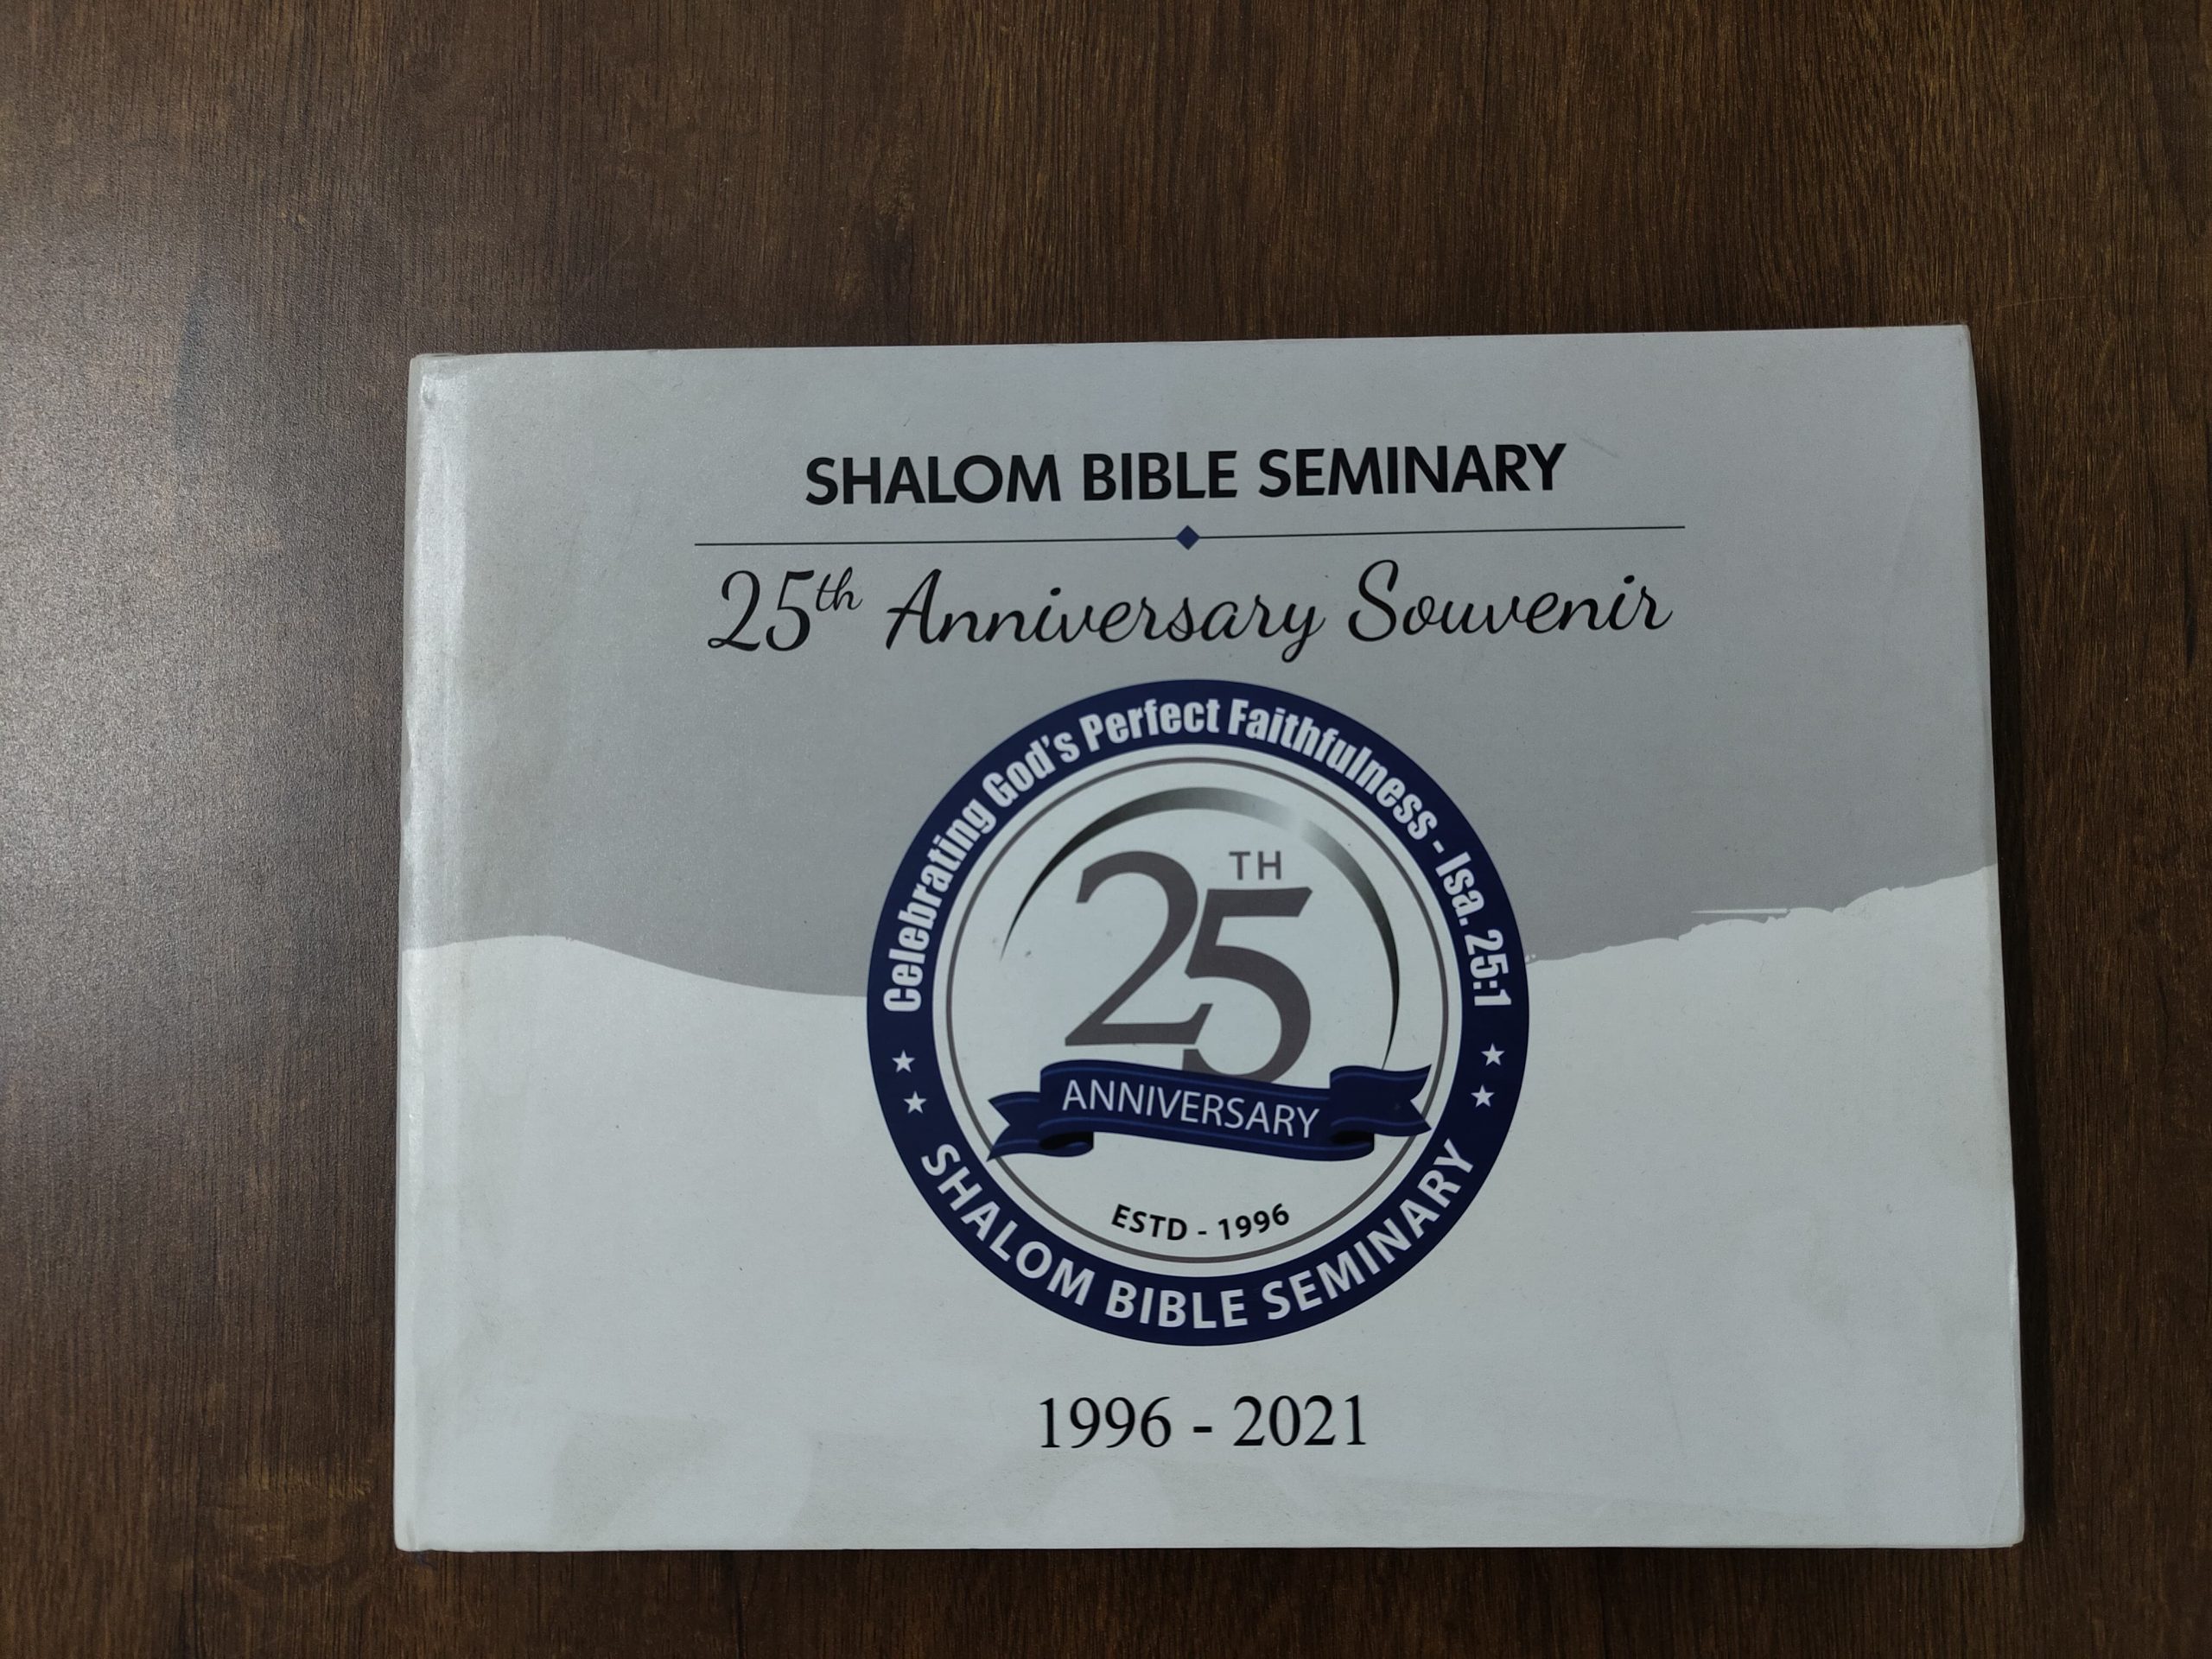 SHALOM BIBLE SEMINARY
25th Anniversary Souvenir
Celebrating God's Perfect Faithfulness - Isa. 25:1
25TH
ANNIVERSARY
ESTD - 1996
SHALOM BIBLE SEMINARY
1996 - 2021